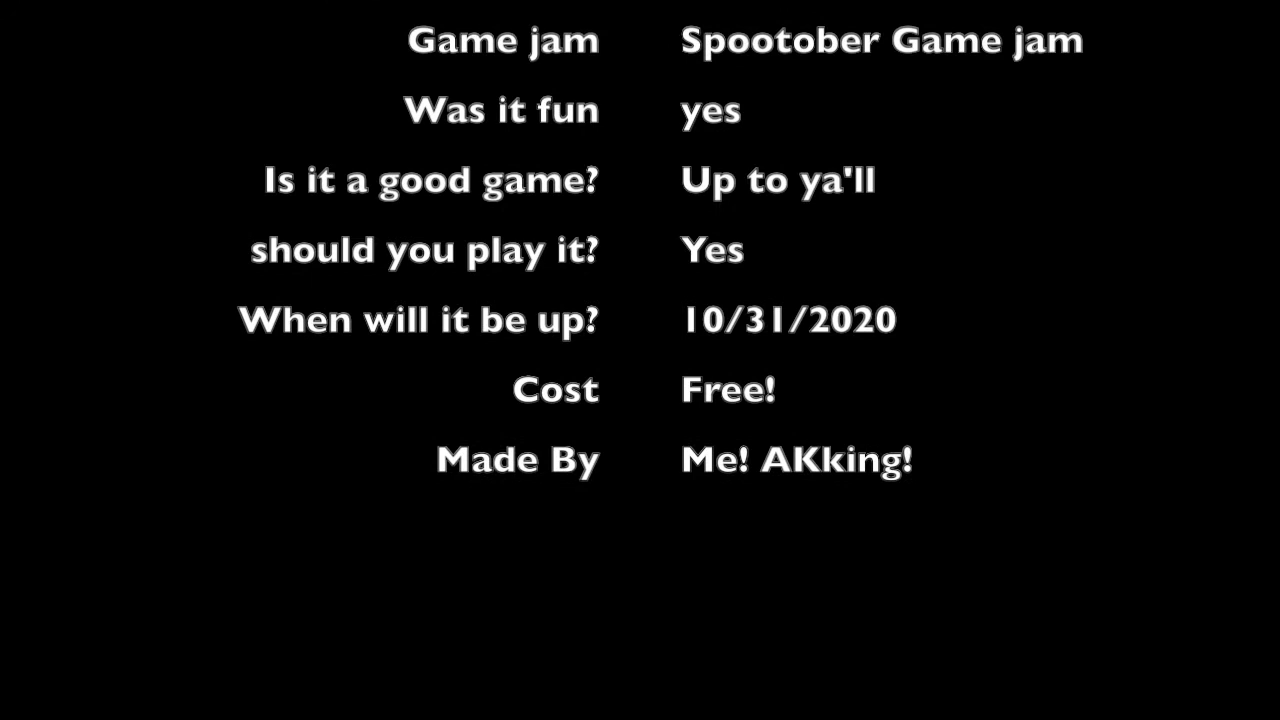 Game jam Spootober Game jam
Was it fun yes
Is it a good game? Up to ya'll
should you play it? Yes
When will it be up? 10/31/2020
Cost Free!
Made By Me! AKking!